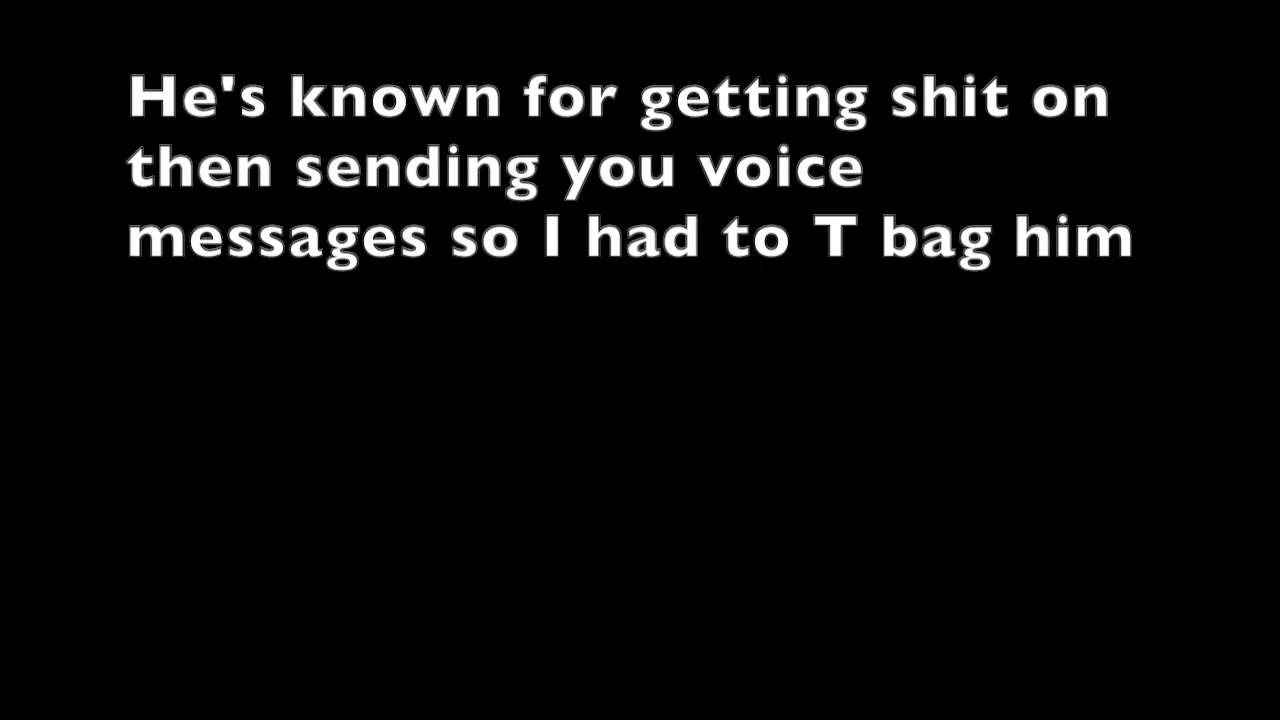 He's known for getting shit on
then sending you voice
messages so I had to T bag him